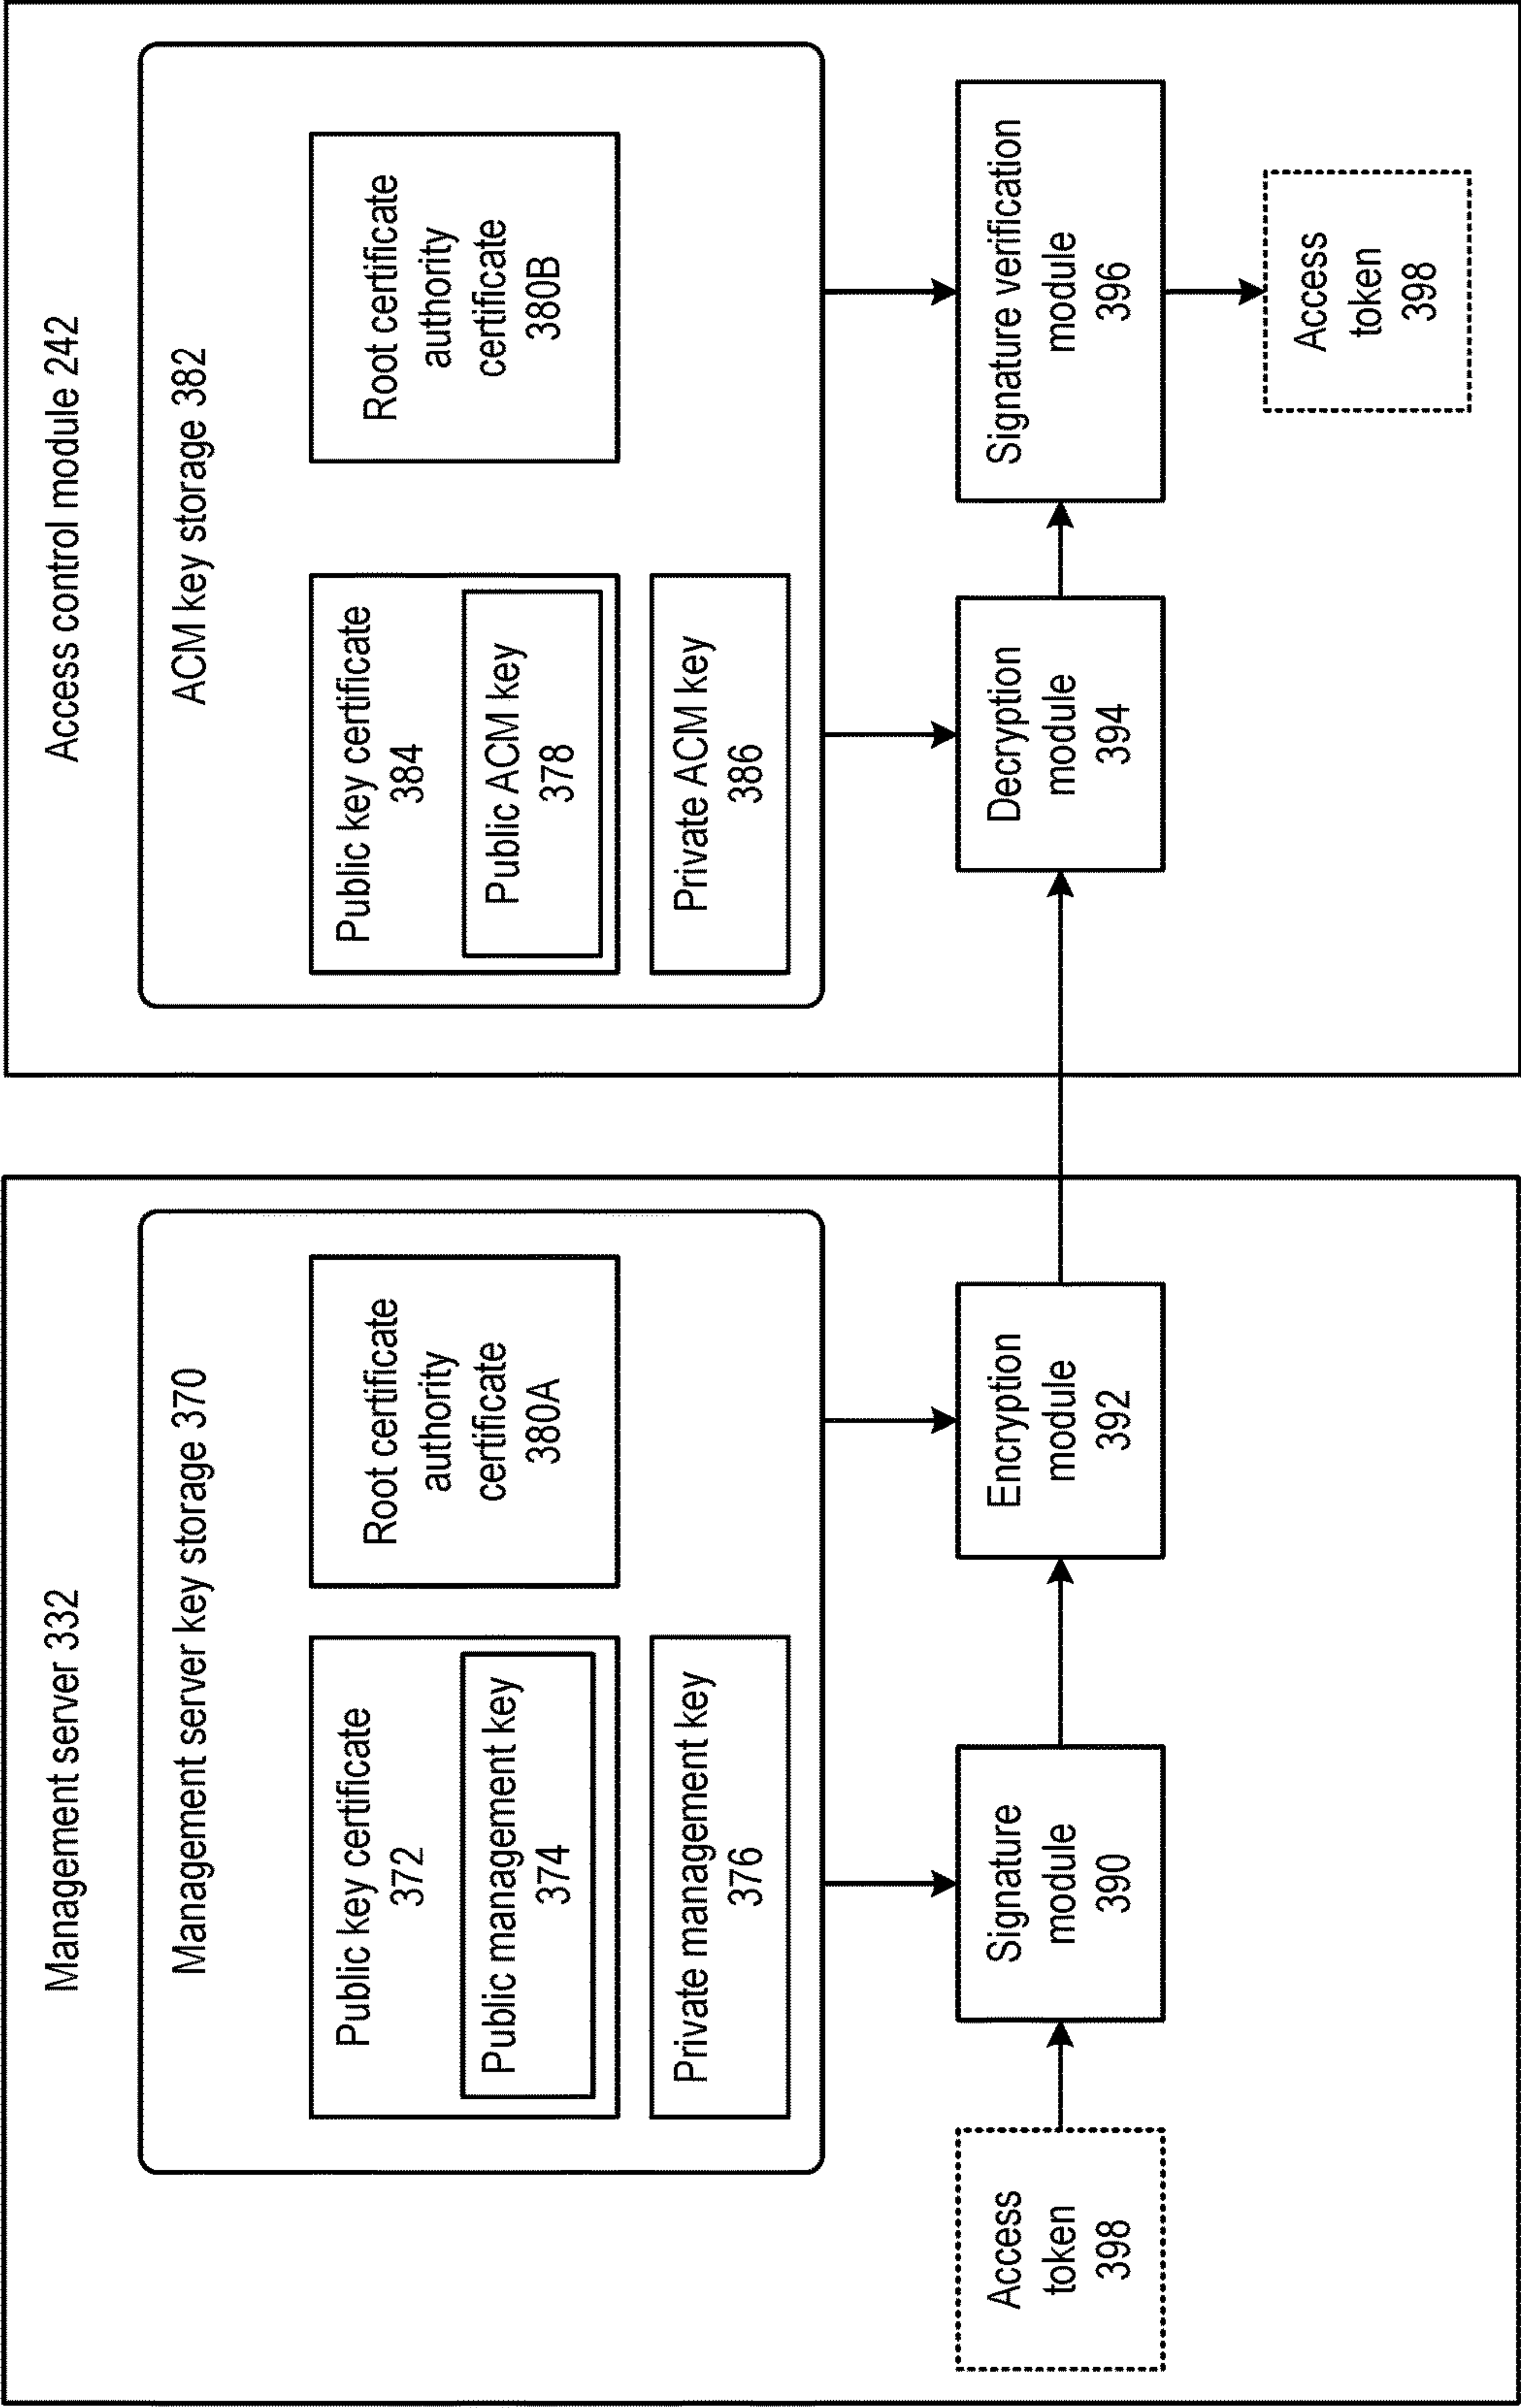 Management server 332
Management server key storage 370
Public key certificate
372
Public management key
374
Private management key
376
Root certificate
authority
certificate
380A
Access
token
398
Signature
module
390
Encryption
module
392
Access control module 242
ACM key storage 382
Public key certificate
384
Public ACM key
378
Private ACM key
386
Root certificate
authority
certificate
380B
Decryption
module
394
Signature verification
module
396
Access
token
398